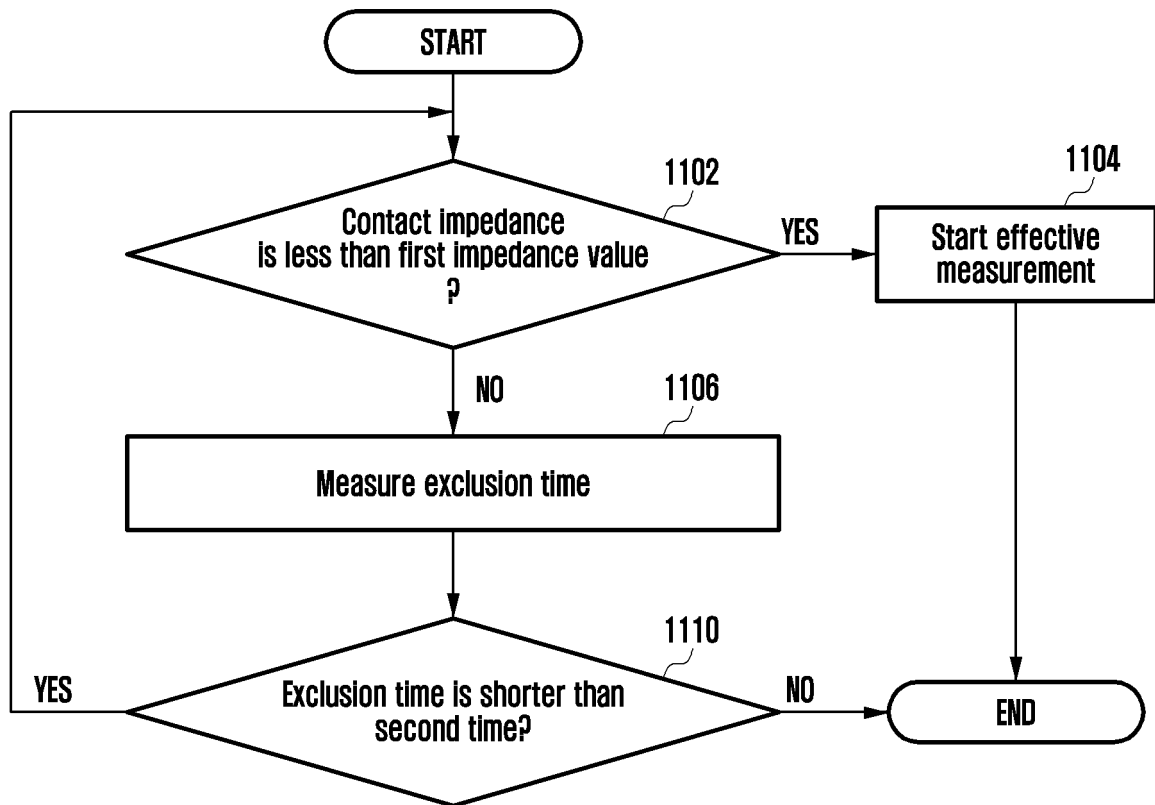 START
1102
Contact impedance
is less than first impedance value
?
YES
1104
Start effective
measurement
NO
1106
Measure exclusion time
1110
Exclusion time is shorter than
second time?
YES
NO
END